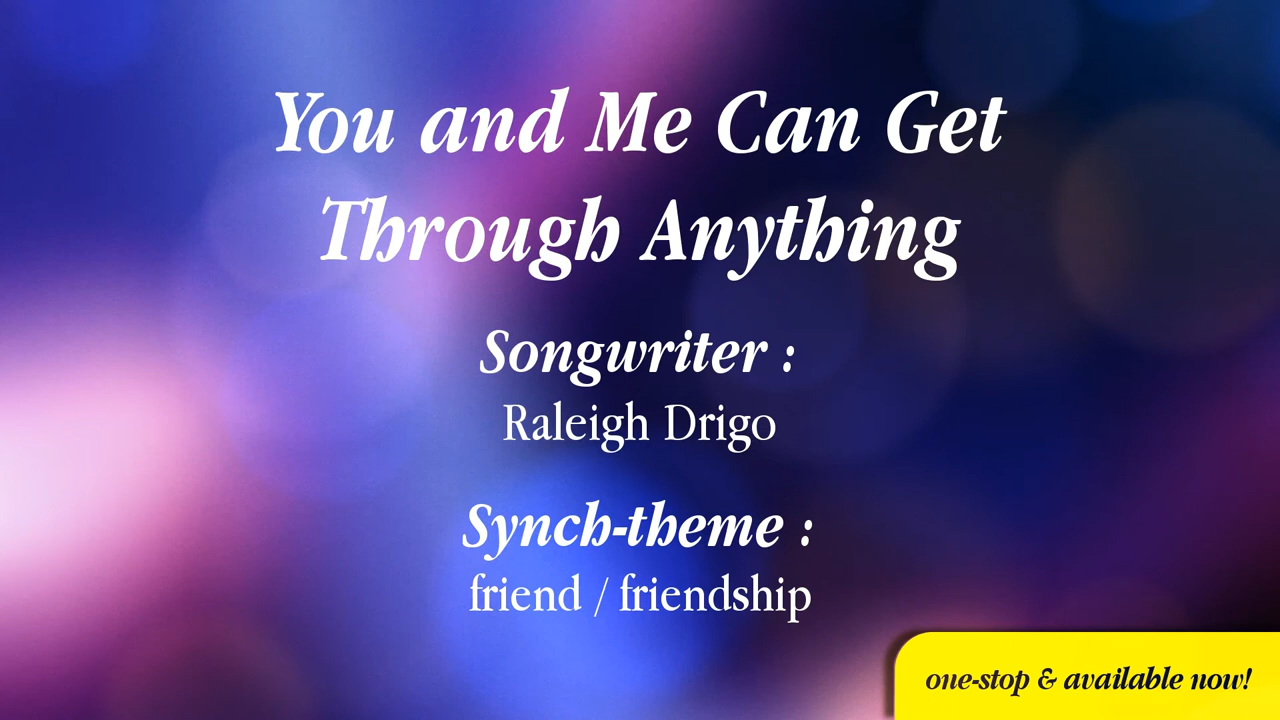 You and Me Can Get
Through Anything
Songwriter :
Raleigh Drigo
Synch-theme :
friend / friendship
one-stop & available now!